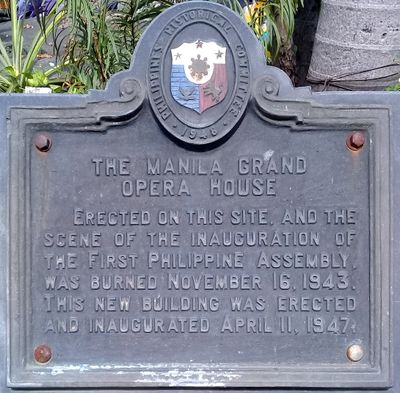 PHILIPPINES HISTORICAL COMMITTEE
1946
THE MANILA GRAND
OPERA HOUSE
ERECTED ON THIS SITE, AND THE
SCENE OF THE INAUGURATION OF
THE FIRST PHILIPPINE ASSEMBLY,
WAS BURNED NOVEMBER 16, 1943.
THIS NEW BUILDING WAS ERECTED
AND INAUGURATED APRIL 11, 1947.